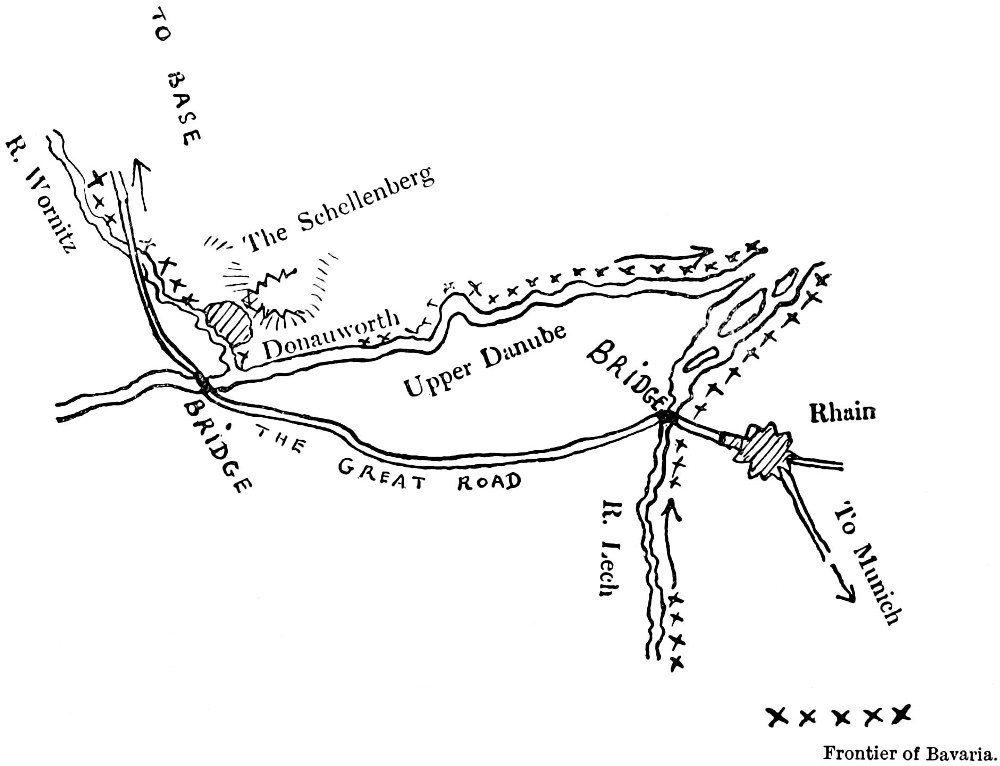 TO BASE
R. Wornitz
The Schellenberg
Donauworth
Upper Danube
BRiDGE
Rhain
BRiDGE
THE GREAT ROAD
R. Lech
To Munich
Frontier of Bavaria.